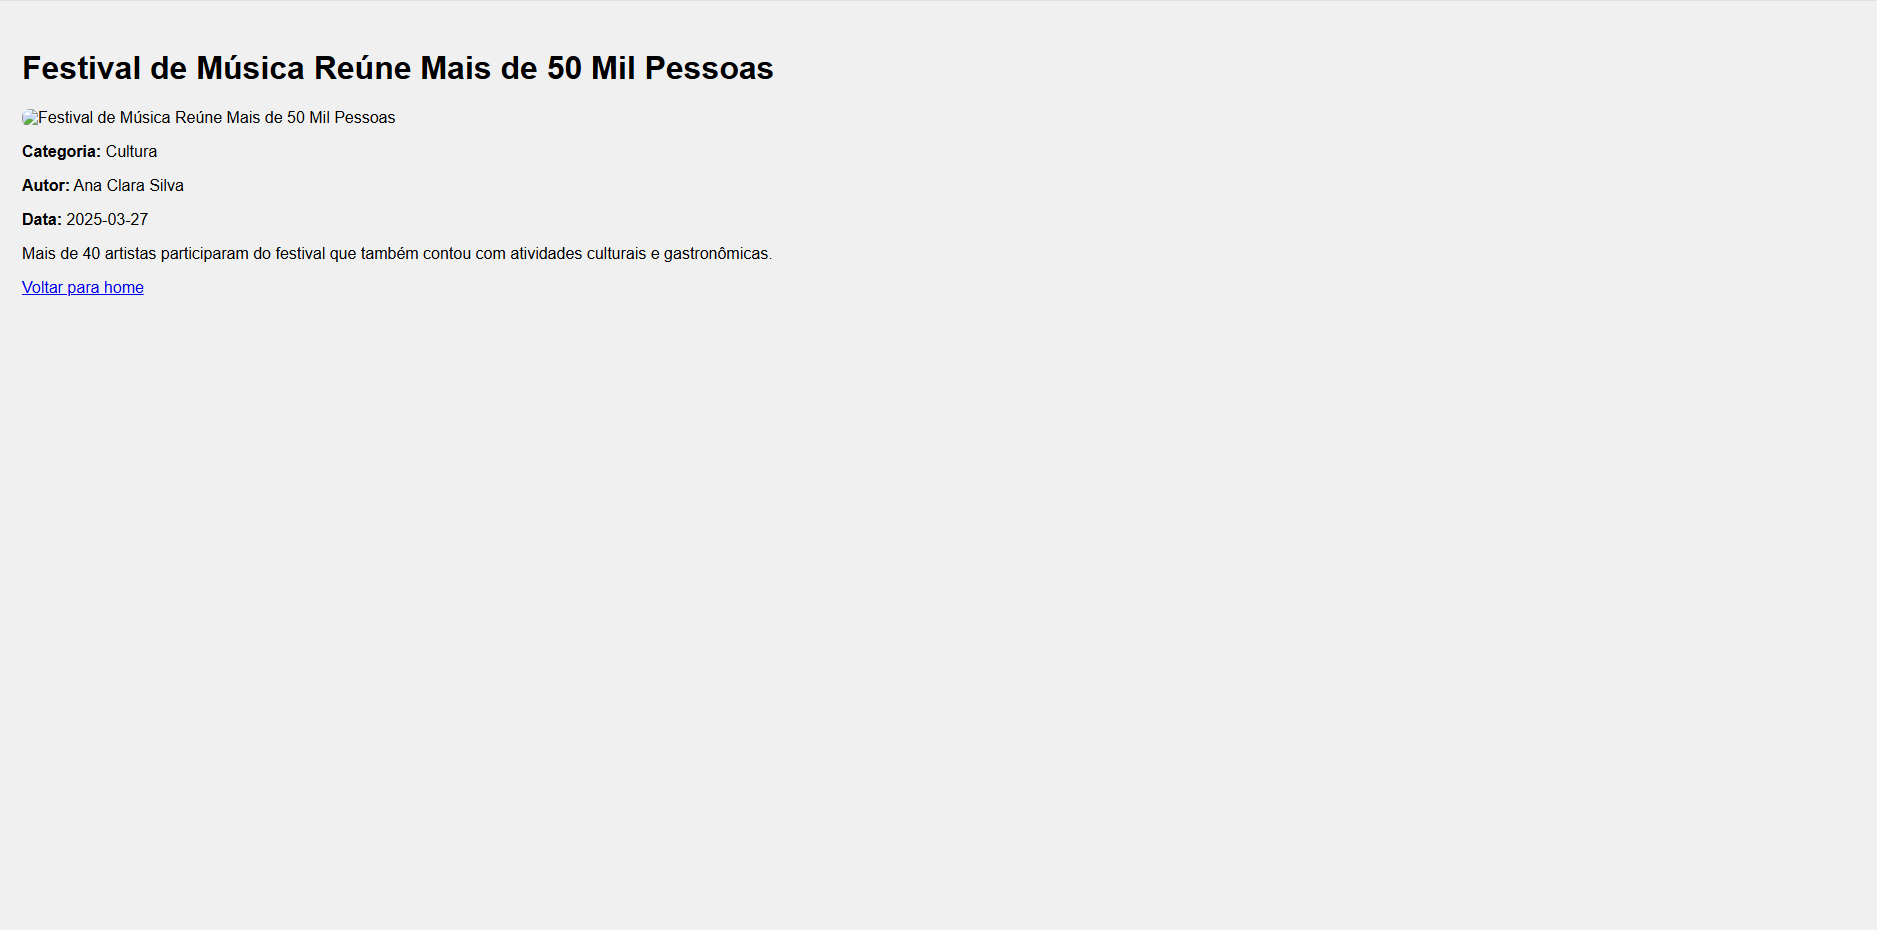 Festival de Música Reúne Mais de 50 Mil Pessoas
Festival de Música Reúne Mais de 50 Mil Pessoas
Categoria: Cultura
Autor: Ana Clara Silva
Data: 2025-03-27
Mais de 40 artistas participaram do festival que também contou com atividades culturais e gastronômicas.
Voltar para home